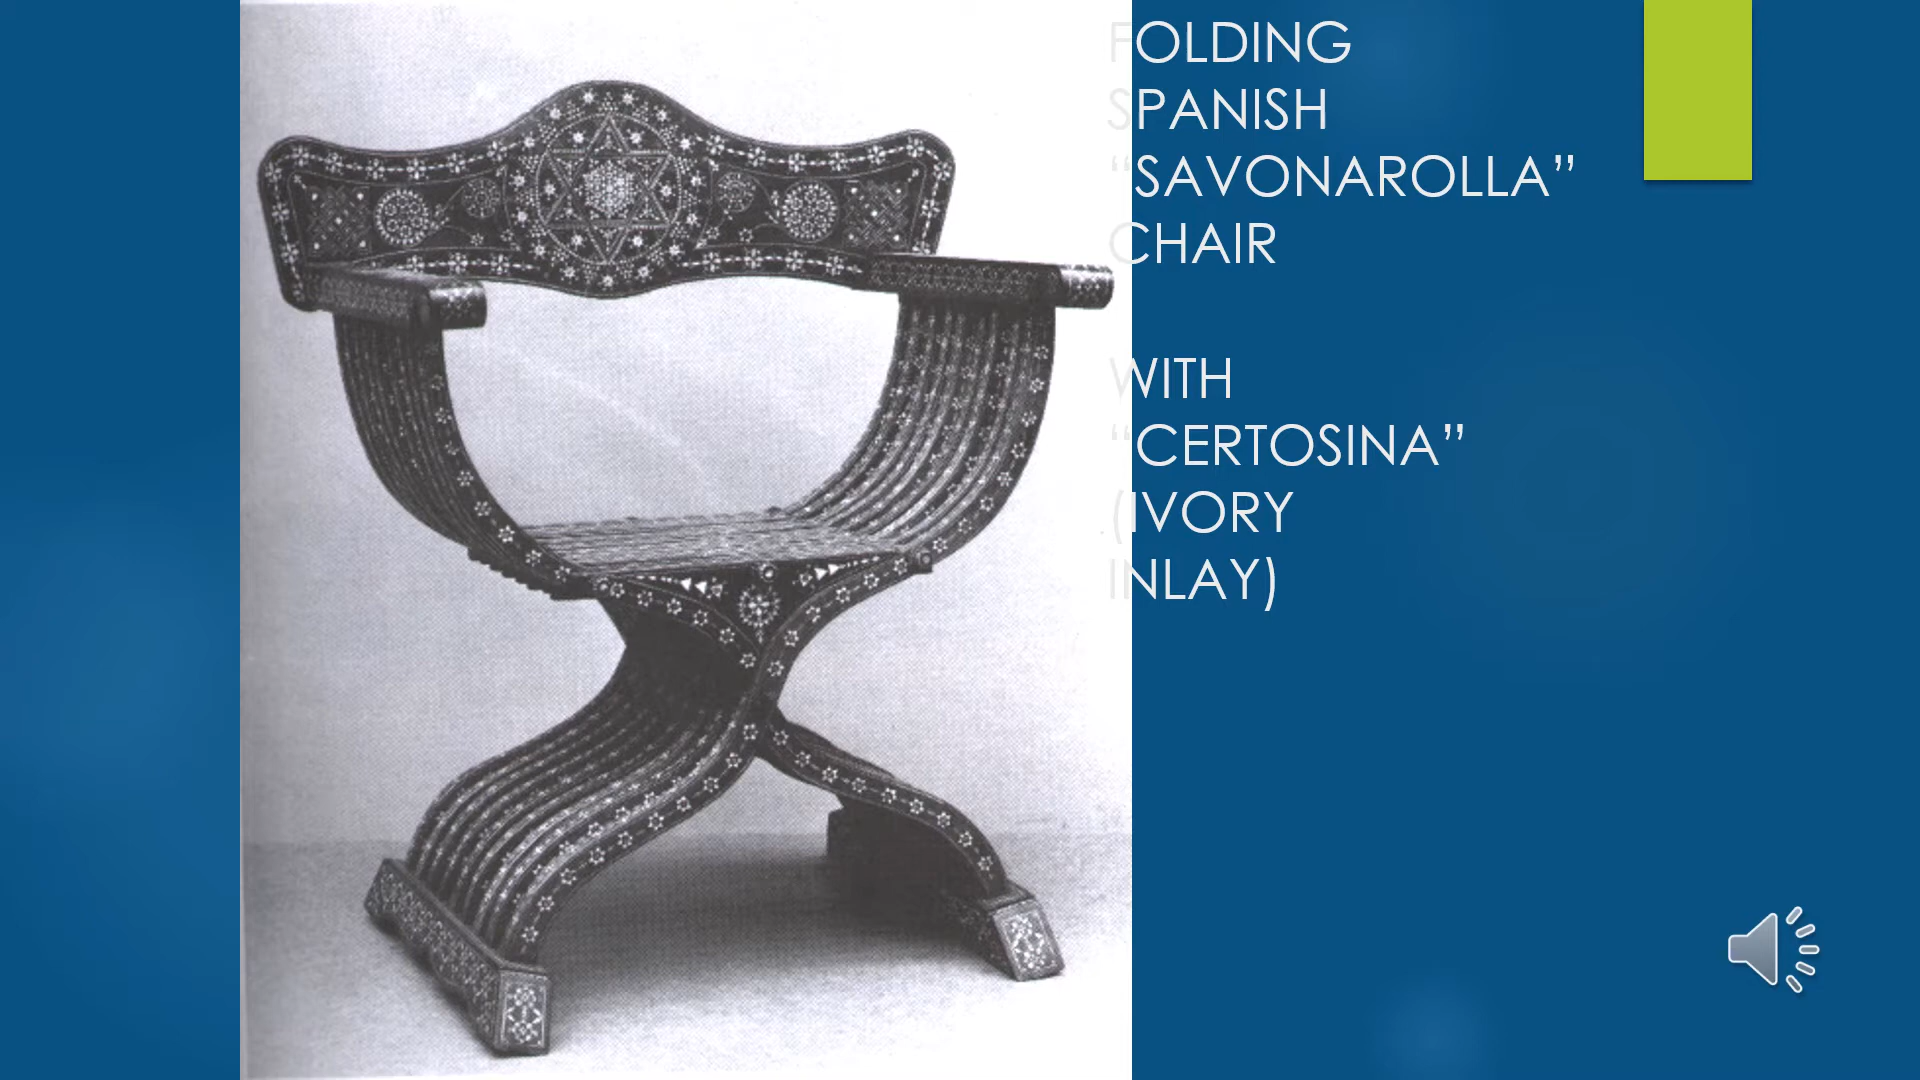 FOLDING
SPANISH
“SAVONAROLLA”
CHAIR
WITH
“CERTOSINA”
(IVORY
INLAY)